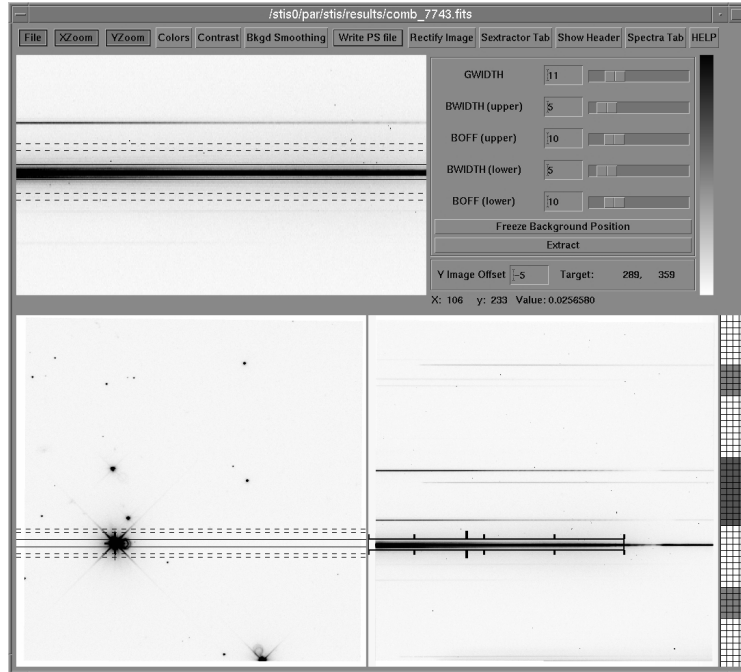 /stis0/par/stis/results/comb_7743.fits
File XZoom YZoom Colors Contrast Bkgd Smoothing Write PS file Rectify Image Sextractor Tab Show Header Spectra Tab HELP
GWIDTH 11
BWIDTH (upper) 5
BOFF (upper) 10
BWIDTH (lower) 5
BOFF (lower) 10
Freeze Background Position
Extract
Y Image Offset -5 Target: 289, 359
X: 106 y: 233 Value: 0.0256580